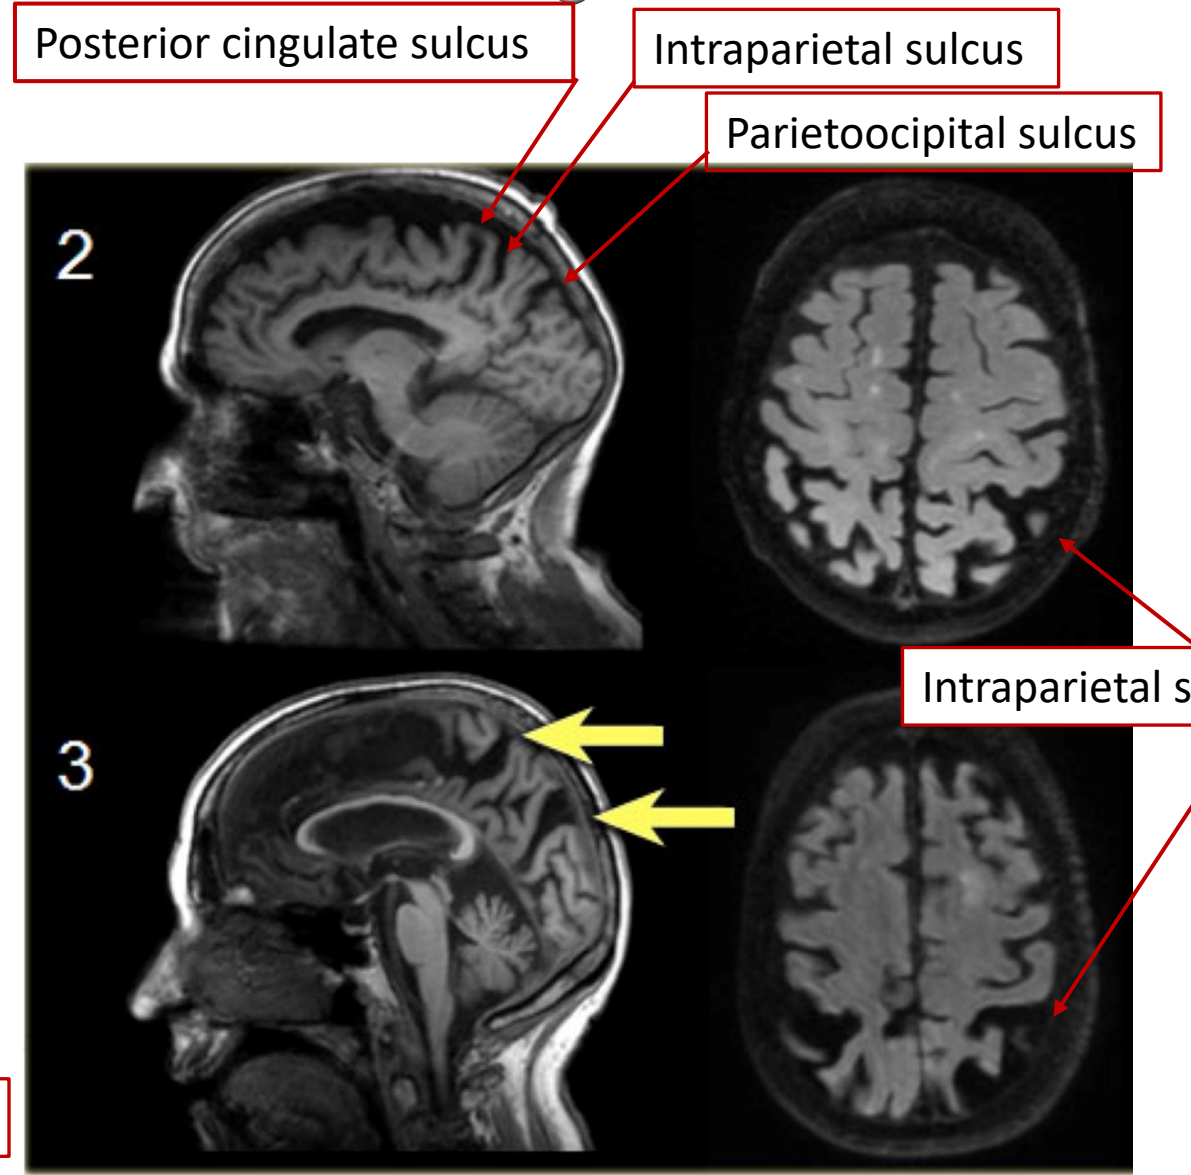 Posterior cingulate sulcus
Intraparietal sulcus
Parietoocipital sulcus
2
Intraparietal s
3